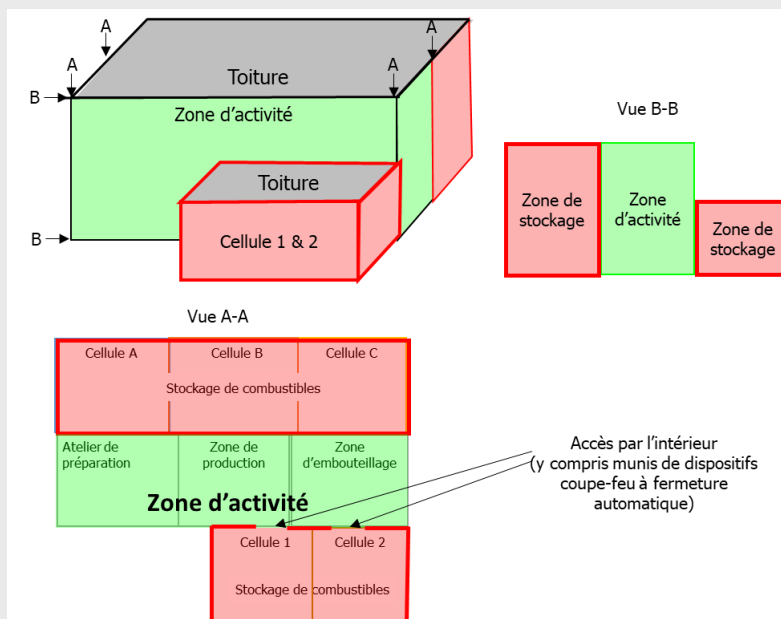 A
A
A
A
Toiture
B
Zone d'activité
Toiture
B
Cellule 1 & 2
Vue B-B
Zone de
stockage
Zone
d'activité
Zone de
stockage
Vue A-A
Cellule A
Cellule B
Cellule C
Stockage de combustibles
Atelier de
préparation
Zone de
production
Zone
d'embouteillage
Zone d'activité
Cellule 1
Cellule 2
Stockage de combustibles
Accès par l'intérieur
(y compris munis de dispositifs
coupe-feu à fermeture
automatique)